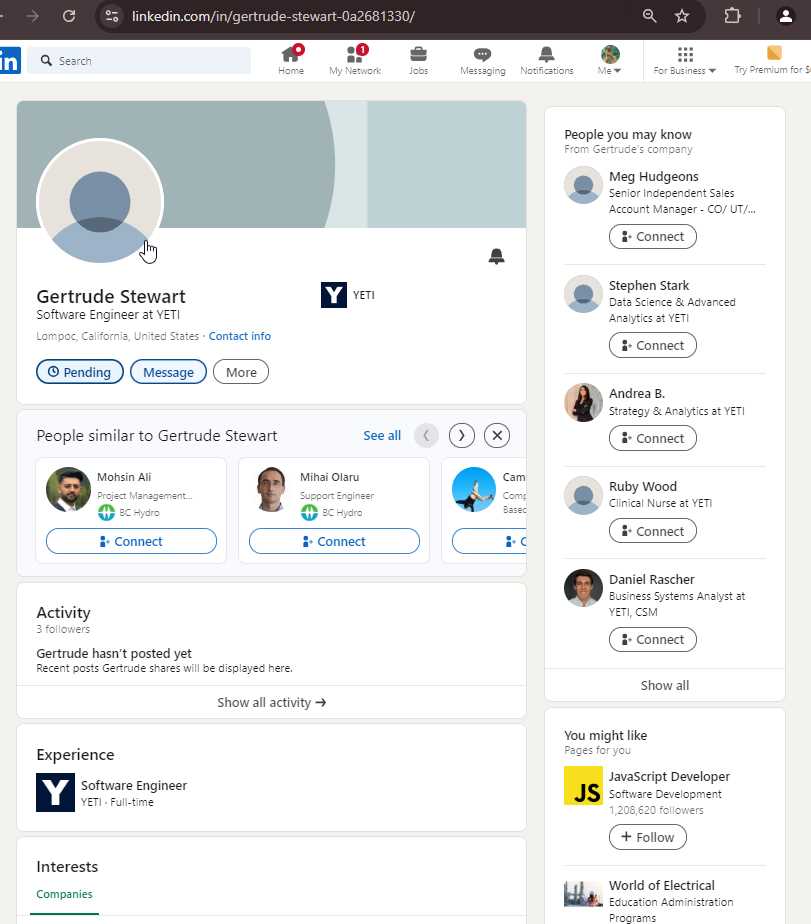 linkedin.com/in/gertrude-stewart-0a2681330/
in
Search
Home
1
My Network
Jobs
Messaging
Notifications
Me
For Business
Try Premium for $
Gertrude Stewart
Software Engineer at YETI
Lompoc, California, United States · Contact info
Y YETI
Pending
Message
More
People similar to Gertrude Stewart
See all
Mohsin Ali
Project Management...
BC Hydro
Connect
Mihai Olaru
Support Engineer
BC Hydro
Connect
Cam
Comp
Based
C
Activity
3 followers
Gertrude hasn't posted yet
Recent posts Gertrude shares will be displayed here.
Show all activity →
Experience
Y
Software Engineer
YETI · Full-time
Interests
Companies
People you may know
From Gertrude's company
Meg Hudgeons
Senior Independent Sales
Account Manager - CO/ UT/...
Connect
Stephen Stark
Data Science & Advanced
Analytics at YETI
Connect
Andrea B.
Strategy & Analytics at YETI
Connect
Ruby Wood
Clinical Nurse at YETI
Connect
Daniel Rascher
Business Systems Analyst at
YETI, CSM
Connect
Show all
You might like
Pages for you
JS
JavaScript Developer
Software Development
1,208,620 followers
+ Follow
World of Electrical
Education Administration
Programs